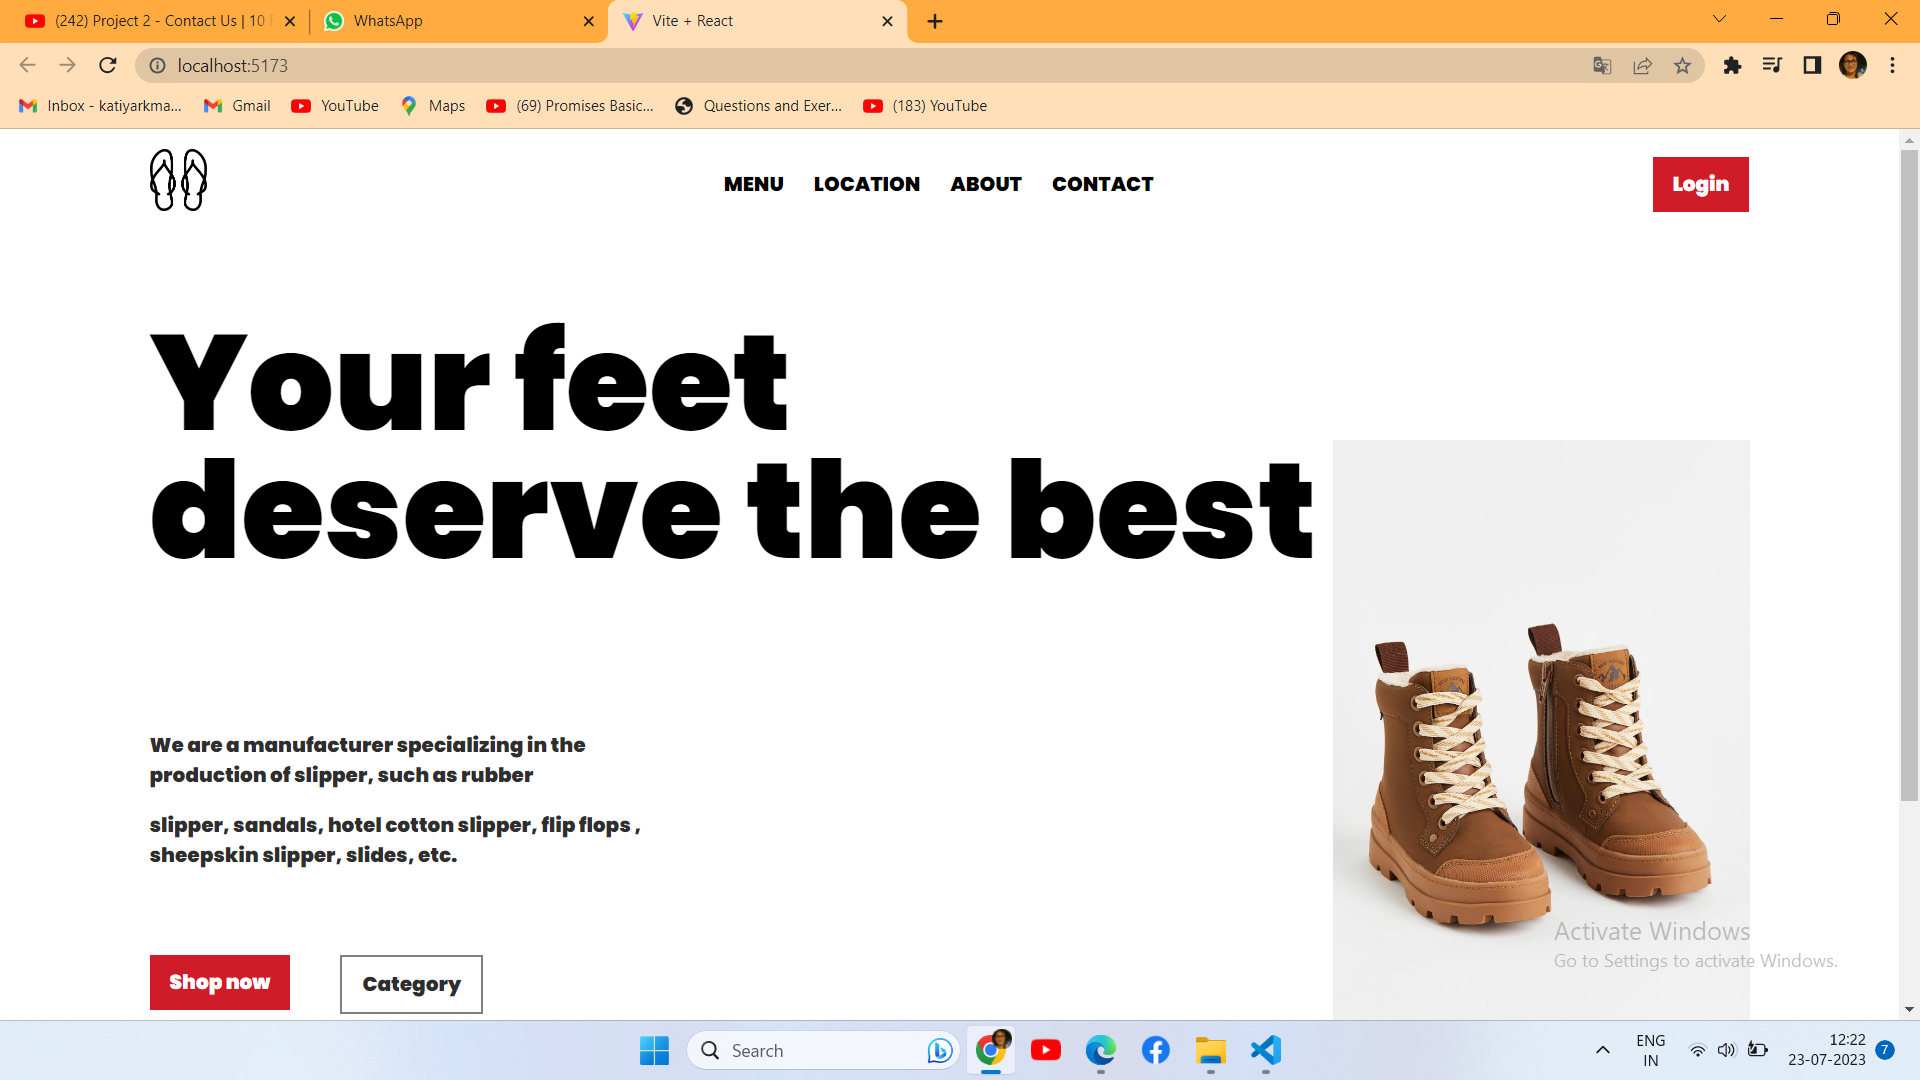 (242) Project 2 - Contact Us | 10
WhatsApp
Vite + React
localhost:5173
Inbox - katiyarkma...
Gmail
YouTube
Maps
(69) Promises Basic...
Questions and Exer...
(183) YouTube
MENU
LOCATION
ABOUT
CONTACT
Login
Your feet
deserve the best
We are a manufacturer specializing in the
production of slipper, such as rubber
slipper, sandals, hotel cotton slipper, flip flops ,
sheepskin slipper, slides, etc.
Shop now
Category
Activate Windows
Go to Settings to activate Windows.
Search
ENG
IN
12:22
23-07-2023
7